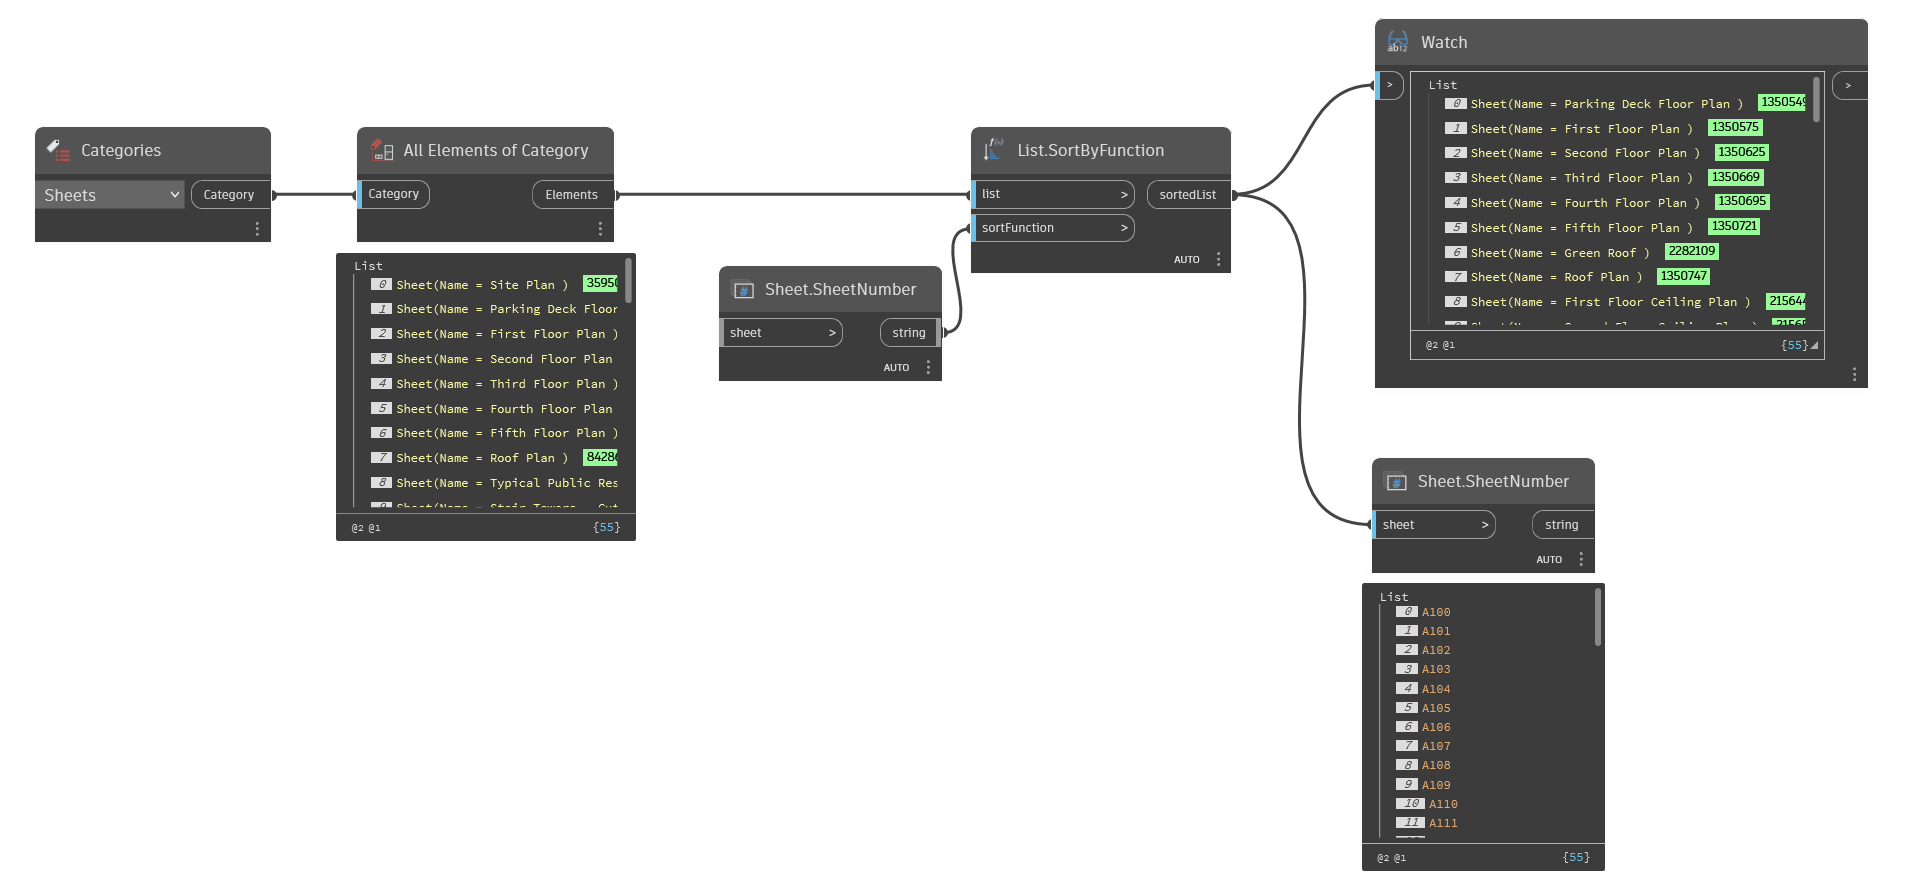 Categories
Sheets
Category
All Elements of Category
Category
Elements
List
0 Sheet(Name = Site Plan )
1 Sheet(Name = Parking Deck Floor
2 Sheet(Name = First Floor Plan )
3 Sheet(Name = Second Floor Plan
4 Sheet(Name = Third Floor Plan )
5 Sheet(Name = Fourth Floor Plan
6 Sheet(Name = Fifth Floor Plan )
7 Sheet(Name = Roof Plan )
8 Sheet(Name = Typical Public Res
@2 @1 {55}
Sheet.SheetNumber
sheet >
string
AUTO
List.SortByFunction
list >
sortedList
sortFunction >
AUTO
Watch
>
>
List
0 Sheet(Name = Parking Deck Floor Plan ) 1350549
1 Sheet(Name = First Floor Plan ) 1350575
2 Sheet(Name = Second Floor Plan ) 1350625
3 Sheet(Name = Third Floor Plan ) 1350669
4 Sheet(Name = Fourth Floor Plan ) 1350695
5 Sheet(Name = Fifth Floor Plan ) 1350721
6 Sheet(Name = Green Roof ) 2282109
7 Sheet(Name = Roof Plan ) 1350747
8 Sheet(Name = First Floor Ceiling Plan )
@2 @1 {55}
Sheet.SheetNumber
sheet >
string
AUTO
List
0 A100
1 A101
2 A102
3 A103
4 A104
5 A105
6 A106
7 A107
8 A108
9 A109
10 A110
11 A111
@2 @1 {55}